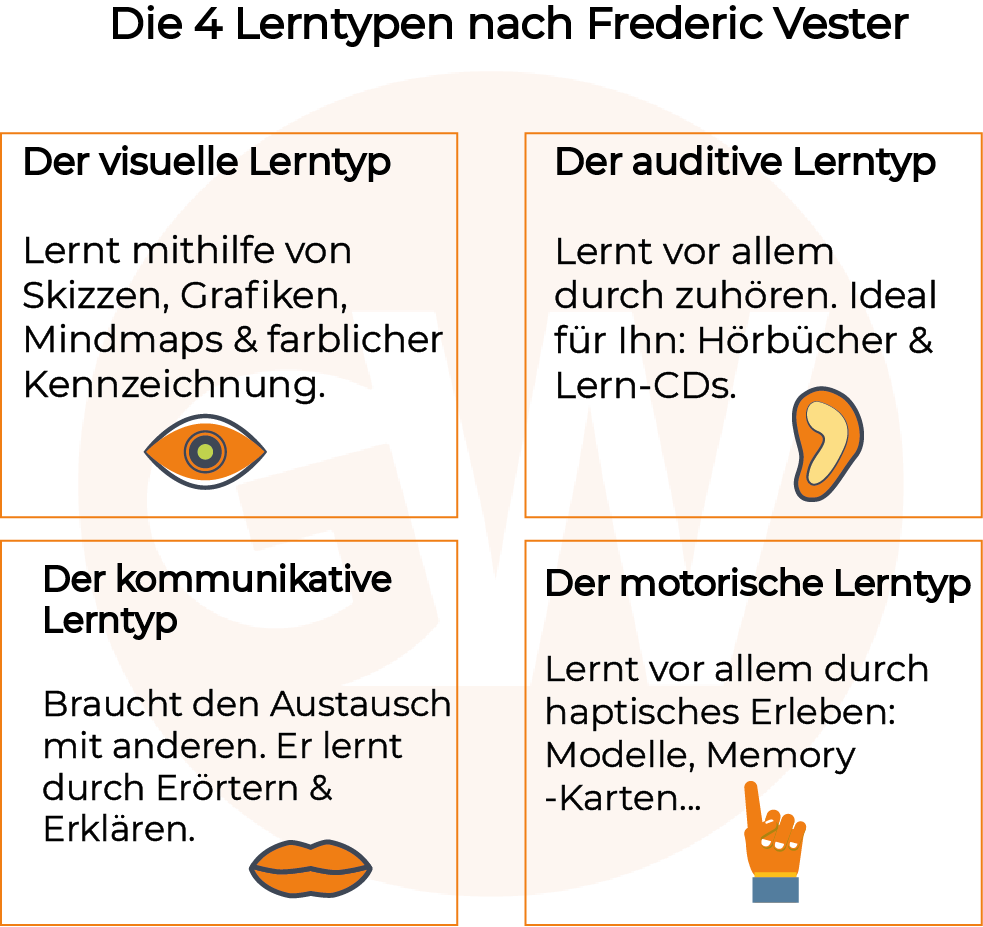 Die 4 Lerntypen nach Frederic Vester
Der visuelle Lerntyp
Lernt mithilfe von
Skizzen, Grafiken,
Mindmaps & farblicher
Kennzeichnung.
Der auditive Lerntyp
Lernt vor allem
durch zuhören. Ideal
für Ihn: Hörbücher &
Lern-CDs.
Der kommunikative
Lerntyp
Braucht den Austausch
mit anderen. Er lernt
durch Erörtern &
Erklären.
Der motorische Lerntyp
Lernt vor allem durch
haptisches Erleben:
Modelle, Memory
-Karten...
GW